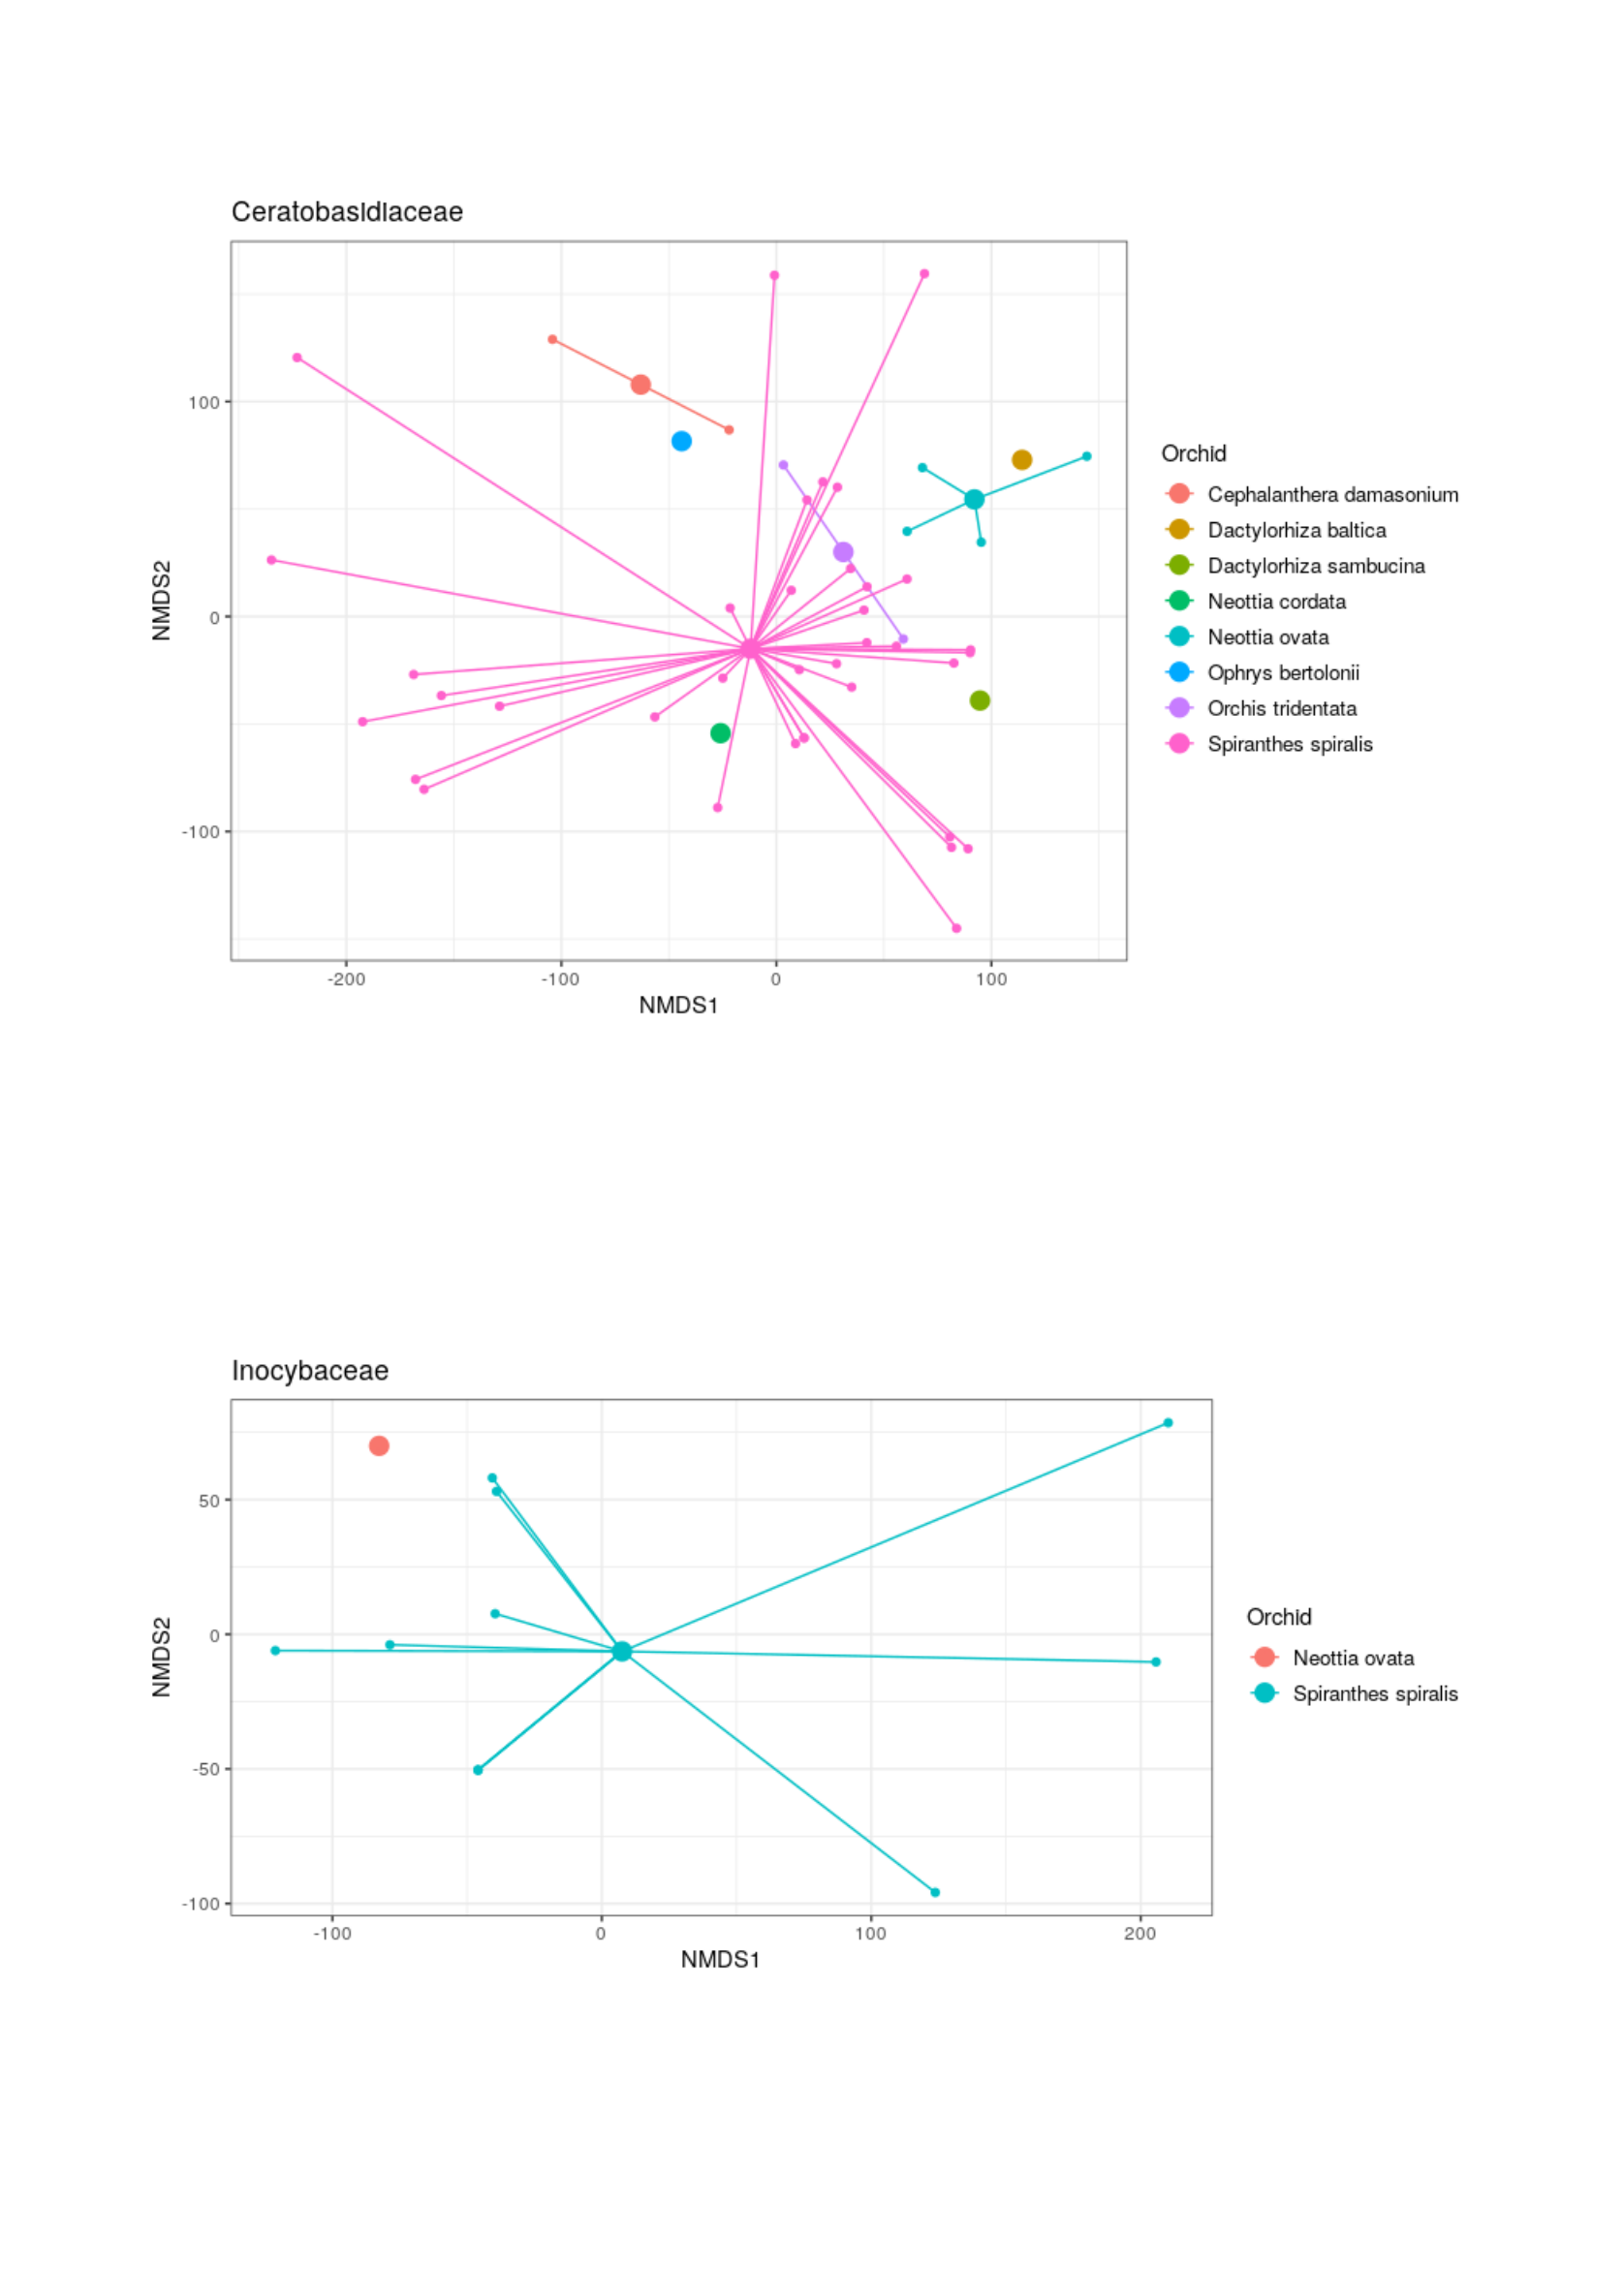 Ceratobasidiaceae
100
0
-100
NMDS2
-200
-100
0
100
NMDS1
Orchid
Cephalanthera damasonium
Dactylorhiza baltica
Dactylorhiza sambucina
Neottia cordata
Neottia ovata
Ophrys bertolonii
Orchis tridentata
Spiranthes spiralis
Inocybaceae
50
0
-50
-100
NMDS2
-100
0
100
200
NMDS1
Orchid
Neottia ovata
Spiranthes spiralis